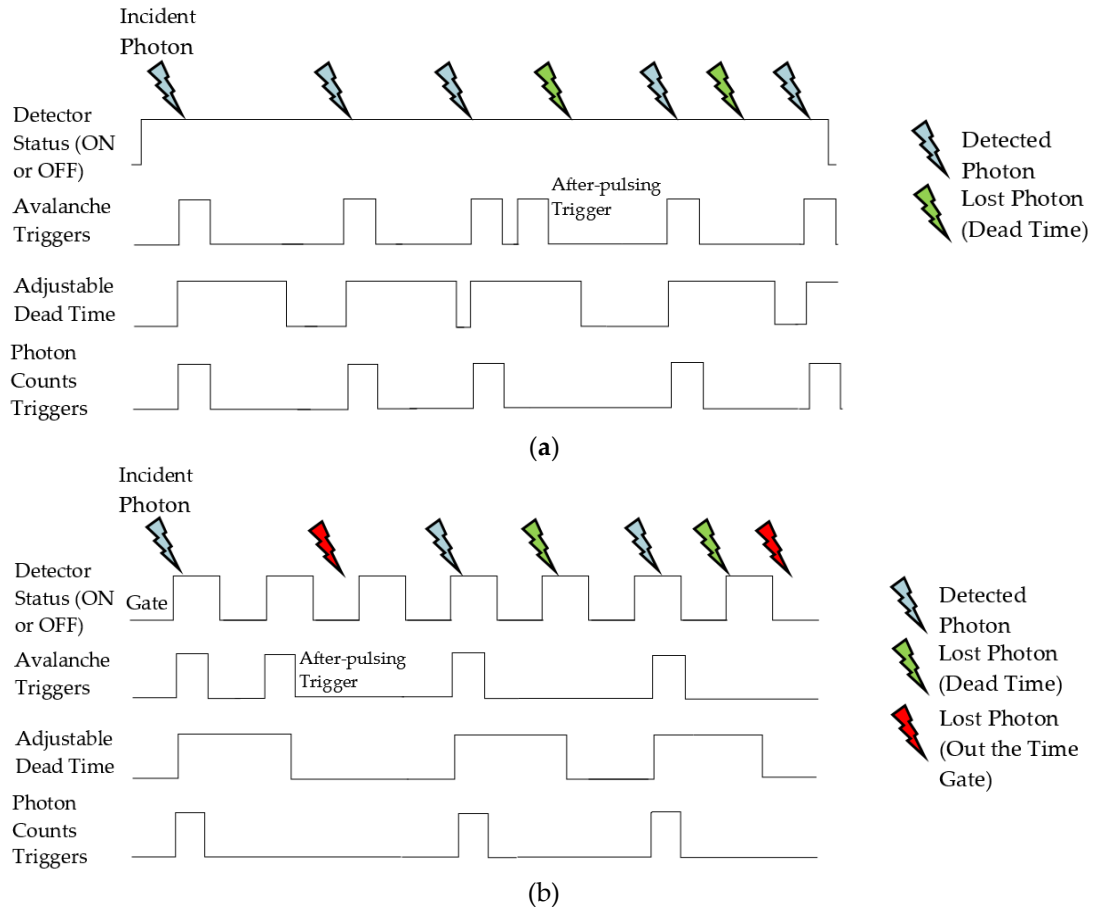 Incident
Photon
Detector
Status (ON
or OFF)
Avalanche
Triggers
After-pulsing
Trigger
Adjustable
Dead Time
Photon
Counts
Triggers
Detected
Photon
Lost Photon
(Dead Time)
(a)
Incident
Photon
Detector
Status (ON
or OFF)
Gate
Avalanche
Triggers
After-pulsing
Trigger
Adjustable
Dead Time
Photon
Counts
Triggers
Detected
Photon
Lost Photon
(Dead Time)
Lost Photon
(Out the Time
Gate)
(b)